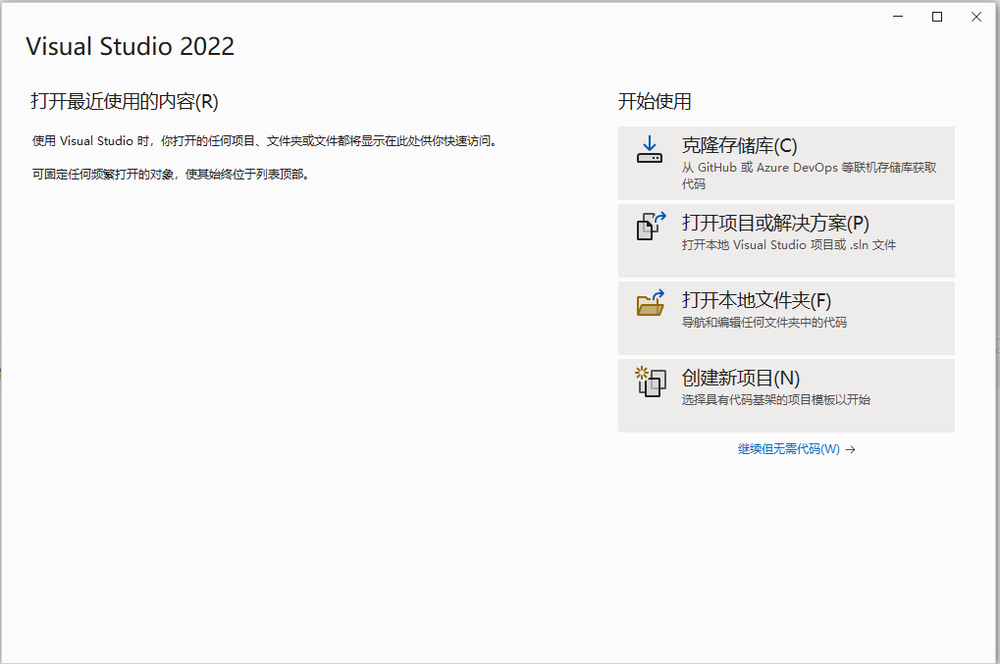 Visual Studio 2022
打开最近使用的内容(R)
使用 Visual Studio 时，你打开的任何项目、文件夹或文件都将显示在此处供你快速访问。
可固定任何频繁打开的对象，使其始终位于列表顶部。
开始使用
克隆存储库(C)
从 GitHub 或 Azure DevOps 等联机存储库获取
代码
打开项目或解决方案(P)
打开本地 Visual Studio 项目或 .sln 文件
打开本地文件夹(F)
导航和编辑任何文件夹中的代码
创建新项目(N)
选择具有代码基架的项目模板以开始
继续但无需代码(W) →